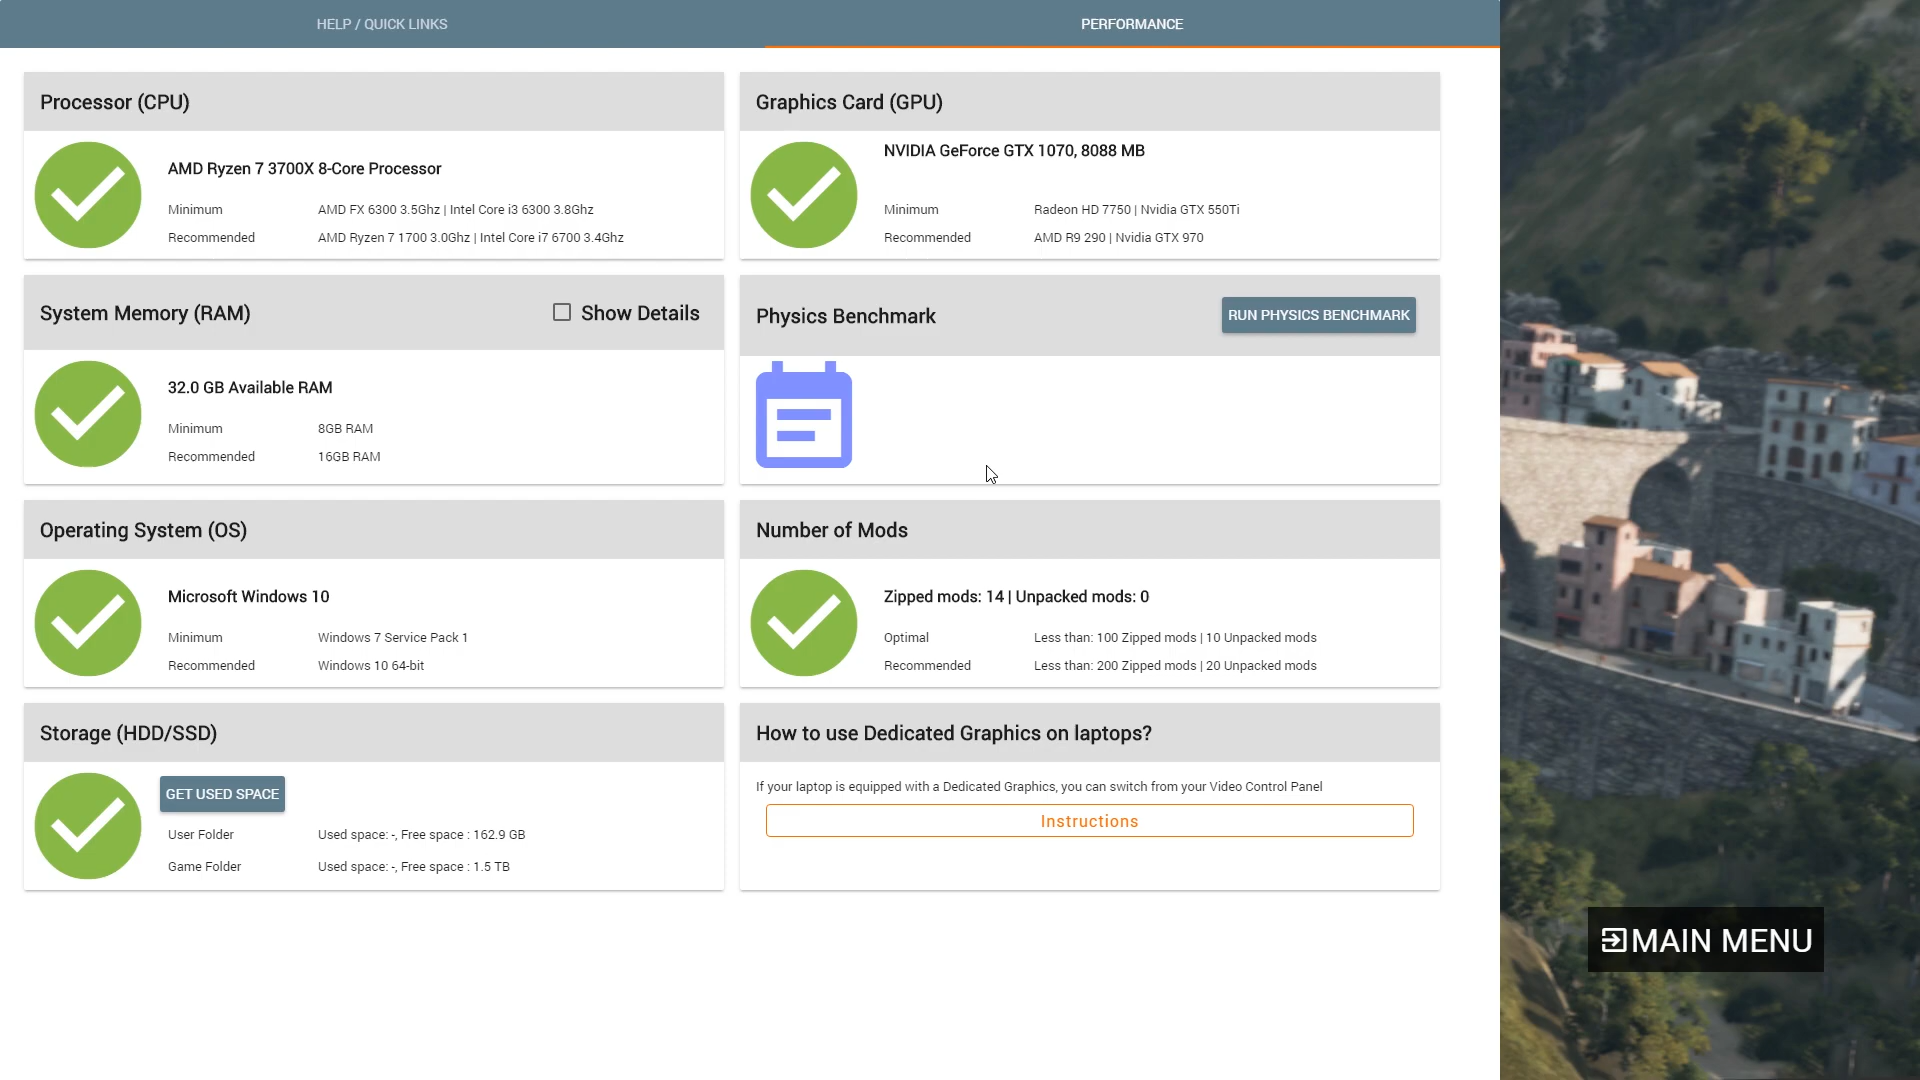 HELP / QUICK LINKS
PERFORMANCE
Processor (CPU)
AMD Ryzen 7 3700X 8-Core Processor
Minimum AMD FX 6300 3.5Ghz | Intel Core i3 6300 3.8Ghz
Recommended AMD Ryzen 7 1700 3.0Ghz | Intel Core i7 6700 3.4Ghz
Graphics Card (GPU)
NVIDIA GeForce GTX 1070, 8088 MB
Minimum Radeon HD 7750 | Nvidia GTX 550Ti
Recommended AMD R9 290 | Nvidia GTX 970
System Memory (RAM)
Show Details
32.0 GB Available RAM
Minimum 8GB RAM
Recommended 16GB RAM
Physics Benchmark
RUN PHYSICS BENCHMARK
Operating System (OS)
Microsoft Windows 10
Minimum Windows 7 Service Pack 1
Recommended Windows 10 64-bit
Number of Mods
Zipped mods: 14 | Unpacked mods: 0
Optimal Less than: 100 Zipped mods | 10 Unpacked mods
Recommended Less than: 200 Zipped mods | 20 Unpacked mods
Storage (HDD/SSD)
GET USED SPACE
User Folder Used space: -, Free space : 162.9 GB
Game Folder Used space: -, Free space : 1.5 TB
How to use Dedicated Graphics on laptops?
If your laptop is equipped with a Dedicated Graphics, you can switch from your Video Control Panel
Instructions
MAIN MENU